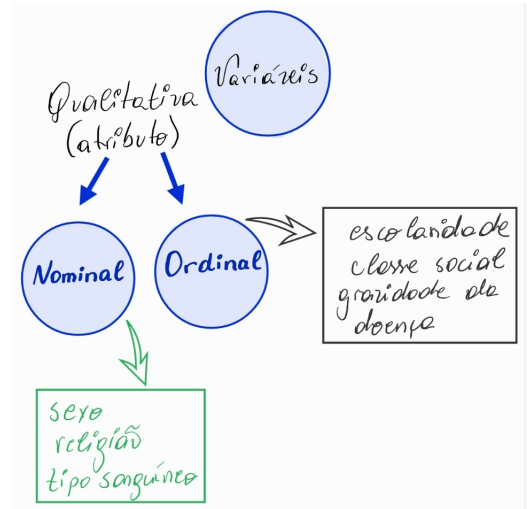 Variáveis
Qualitativa
(atributo)
Nominal
Ordinal
escolaridade
classe social
gravidade da
doença
sexo
religião
tipo sanguíneo